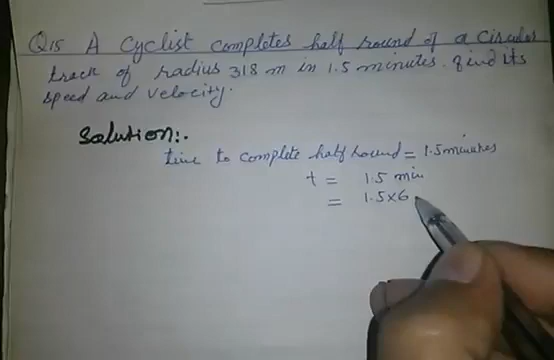 Q15 A Cyclist completes half round of a Circular
track of radius 318 m in 1.5 minutes. find its
speed and velocity.
Solution:.
time to complete half round = 1.5 minutes
t = 1.5 min
= 1.5×6